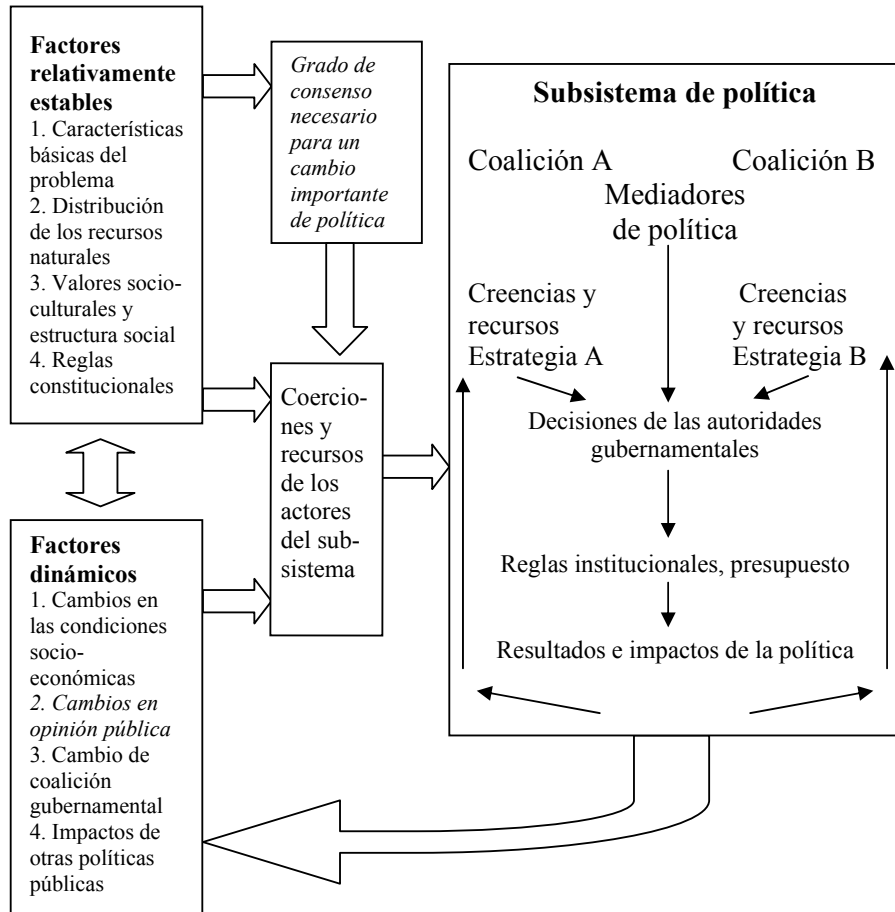 Factores
relativamente
estables
1. Características
básicas del
problema
2. Distribución
de los recursos
naturales
3. Valores socio-
culturales y
estructura social
4. Reglas
constitucionales
Grado de
consenso
necesario
para un
cambio
importante
de política
Factores
dinámicos
1. Cambios en
las condiciones
socio-
económicas
2. Cambios en
opinión pública
3. Cambio de
coalición
gubernamental
4. Impactos de
otras políticas
públicas
Coercio-
nes y
recursos
de los
actores
del sub-
sistema
Subsistema de política
Coalición A
Coalición B
Mediadores
de política
Creencias y
recursos
Estrategia A
Creencias
y recursos
Estrategia B
Decisiones de las autoridades
gubernamentales
Reglas institucionales, presupuesto
Resultados e impactos de la política